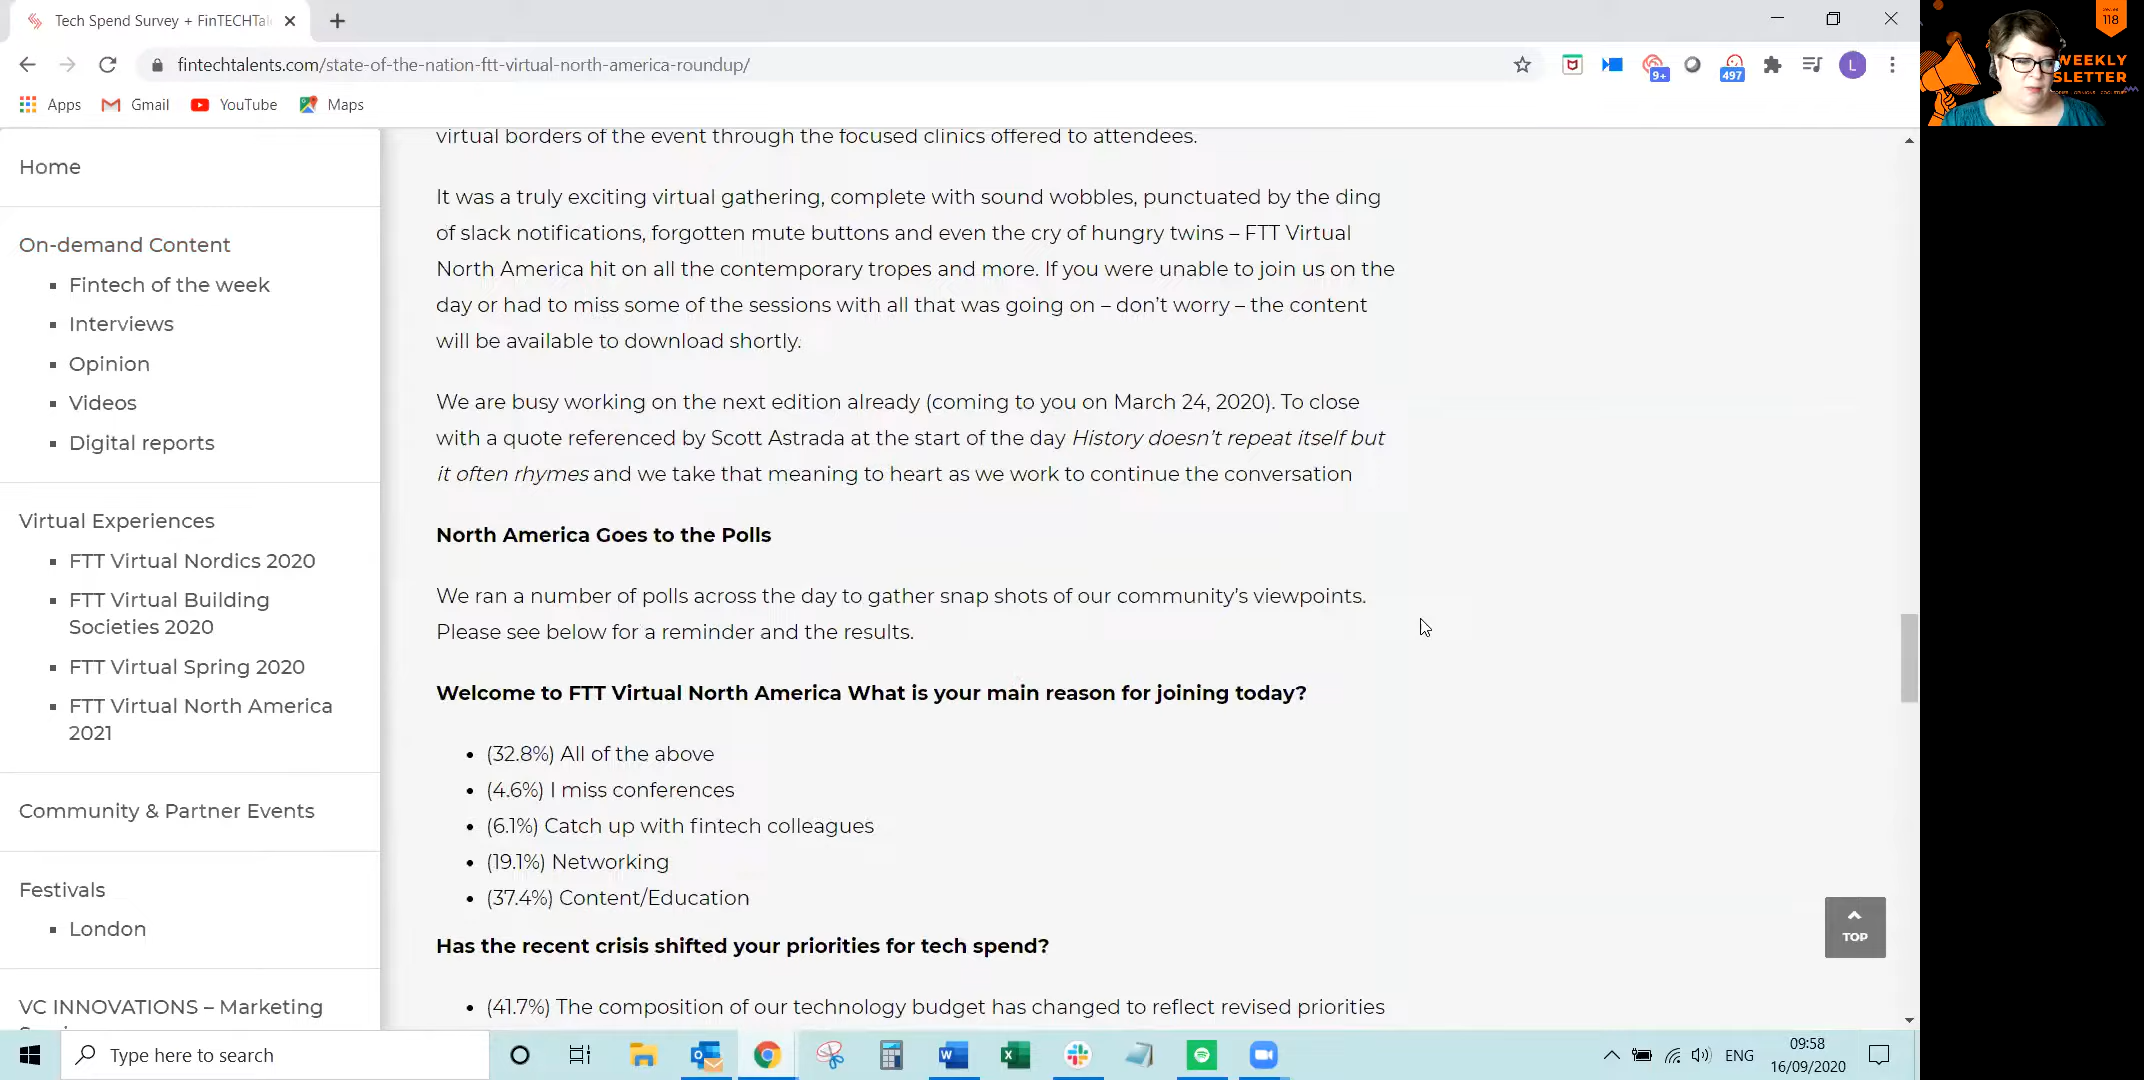 Tech Spend Survey + FinTECHTal
fintechtalents.com/state-of-the-nation-ftt-virtual-north-america-roundup/
9+
497
L
Apps
Gmail
YouTube
Maps
118
WEEKLY
SLETTER
Home
On-demand Content
Fintech of the week
Interviews
Opinion
Videos
Digital reports
Virtual Experiences
FTT Virtual Nordics 2020
FTT Virtual Building
Societies 2020
FTT Virtual Spring 2020
FTT Virtual North America
2021
Community & Partner Events
Festivals
London
VC INNOVATIONS – Marketing
virtual borders of the event through the focused clinics offered to attendees.
It was a truly exciting virtual gathering, complete with sound wobbles, punctuated by the ding
of slack notifications, forgotten mute buttons and even the cry of hungry twins – FTT Virtual
North America hit on all the contemporary tropes and more. If you were unable to join us on the
day or had to miss some of the sessions with all that was going on – don't worry – the content
will be available to download shortly.
We are busy working on the next edition already (coming to you on March 24, 2020). To close
with a quote referenced by Scott Astrada at the start of the day History doesn't repeat itself but
it often rhymes and we take that meaning to heart as we work to continue the conversation
North America Goes to the Polls
We ran a number of polls across the day to gather snap shots of our community's viewpoints.
Please see below for a reminder and the results.
Welcome to FTT Virtual North America What is your main reason for joining today?
• (32.8%) All of the above
• (4.6%) I miss conferences
• (6.1%) Catch up with fintech colleagues
• (19.1%) Networking
• (37.4%) Content/Education
Has the recent crisis shifted your priorities for tech spend?
• (41.7%) The composition of our technology budget has changed to reflect revised priorities
TOP
Type here to search
ENG
09:58
16/09/2020